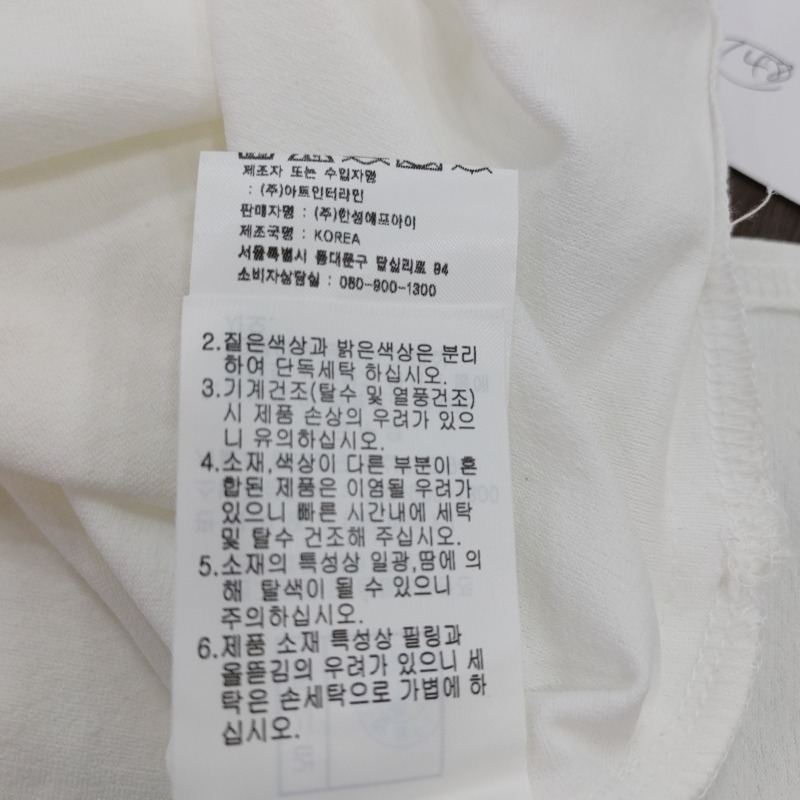 748
제조자 또는 수입자명
: (주)아트인터라인
판매자명 : (주)한성에프아이
제조국명 : KOREA
서울특별시 동대문구 답십리로 94
소비자상담실 : 080-900-1300
2.짙은색상과 밝은색상은 분리
하여 단독세탁 하십시오.
3.기계건조(탈수 및 열풍건조)
시 제품 손상의 우려가 있으
니 유의하십시오.
4.소재,색상이 다른 부분이 혼
합된 제품은 이염될 우려가
있으니 빠른 시간내에 세탁
및 탈수 건조해 주십시오.
5.소재의 특성상 일광,땀에 의
해 탈색이 될 수 있으니
주의하십시오.
6.제품 소재 특성상 필링과
올뜯김의 우려가 있으니 세
탁은 손세탁으로 가볍에 하
십시오.